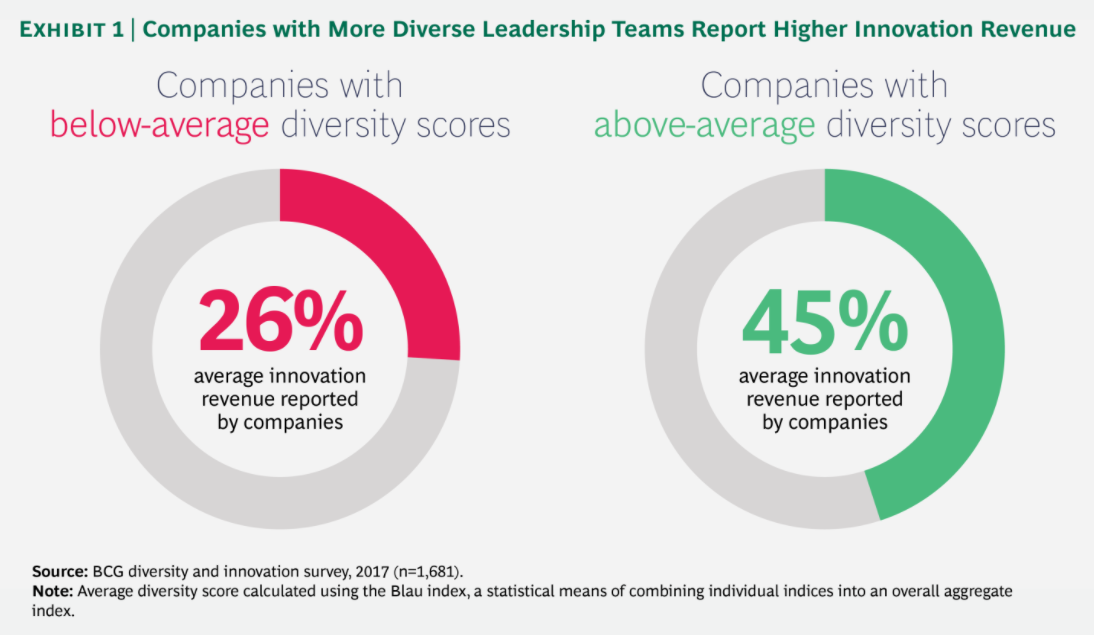 EXHIBIT 1 | Companies with More Diverse Leadership Teams Report Higher Innovation Revenue
Companies with
below-average diversity scores
26%
average innovation
revenue reported
by companies
Companies with
above-average diversity scores
45%
average innovation
revenue reported
by companies
Source: BCG diversity and innovation survey, 2017 (n=1,681).
Note: Average diversity score calculated using the Blau index, a statistical means of combining individual indices into an overall aggregate
index.